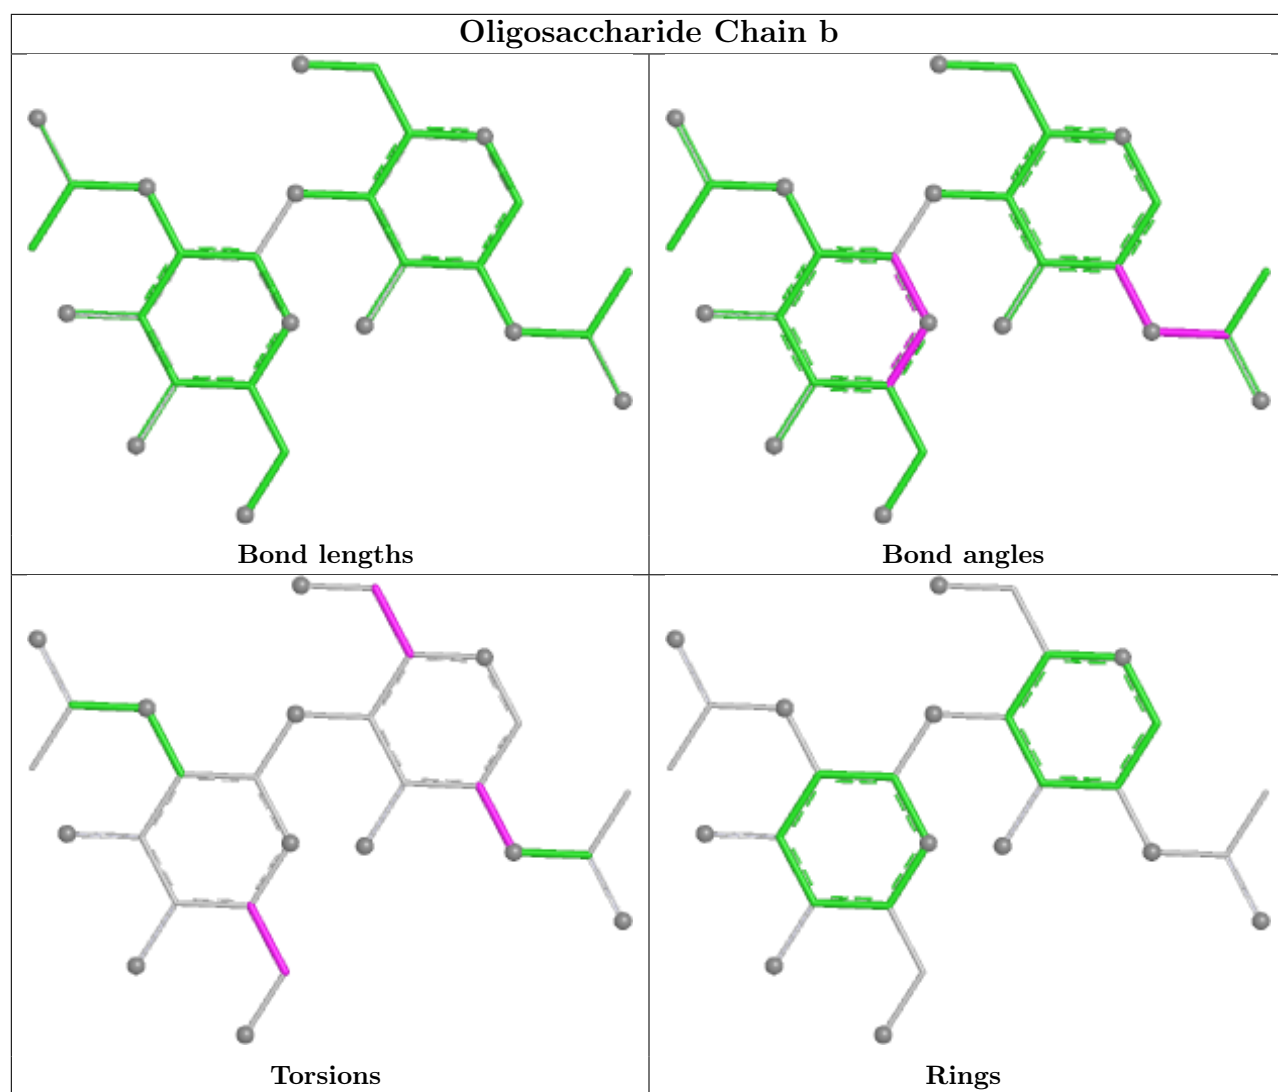 Oligosaccharide Chain b
Bond lengths
Bond angles
Torsions
Rings